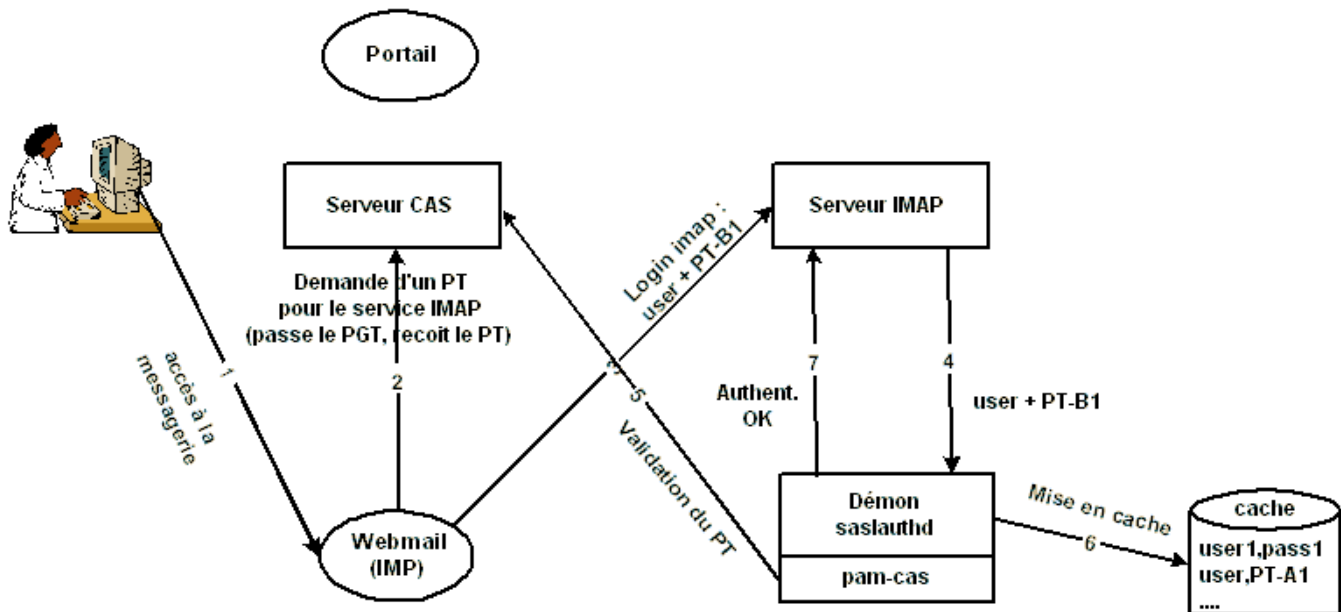 Portail
Serveur CAS
Serveur IMAP
Demande d'un PT
pour le service IMAP
(passe le PGT, recoit le PT)
Login imap :
user + PT-B1
1
accès à la
messagerie
2
3
5
Validation du PT
7
4
Authent.
OK
user + PT-B1
Webmail
(IMP)
Démon
saslauthd
pam-cas
Mise en cache
6
cache
user1,pass1
user,PT-A1
....